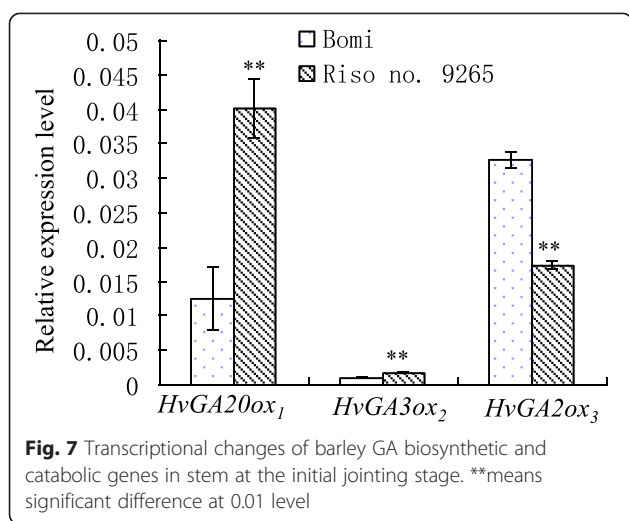 0.05
0.045
0.04
0.035
0.03
0.025
0.02
0.015
0.01
0.005
0
Relative expression level
Bomi
Riso no. 9265
**
**
**
HvGA20ox1
HvGA3ox2
HvGA2ox3
Fig. 7 Transcriptional changes of barley GA biosynthetic and
catabolic genes in stem at the initial jointing stage. **means
significant difference at 0.01 level